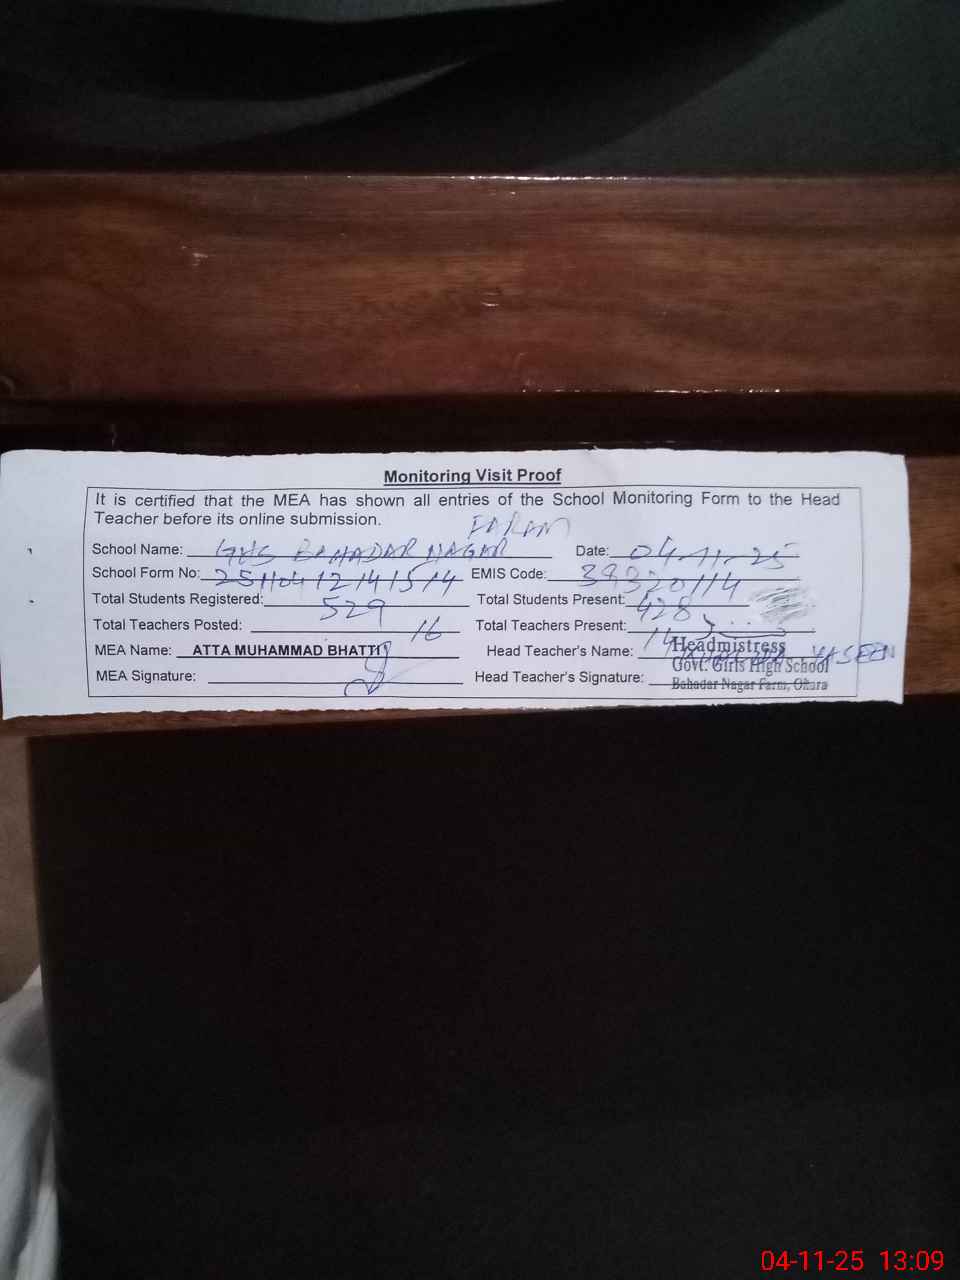 Monitoring Visit Proof
It is certified that the MEA has shown all entries of the School Monitoring Form to the Head
Teacher before its online submission.
FARAM
School Name: GHS BAHADAR NAGAR Date: 04-11-25
School Form No: 25110412141514 EMIS Code: 39320114
Total Students Registered: 529 Total Students Present: 428
Total Teachers Posted: 16 Total Teachers Present: 14
MEA Name: ATTA MUHAMMAD BHATTI Head Teacher's Name: YASEEN
MEA Signature: Head Teacher's Signature:
Headmistress
Govt. Girls High School
Bahadar Nagar Farm, Okara
04-11-25 13:09